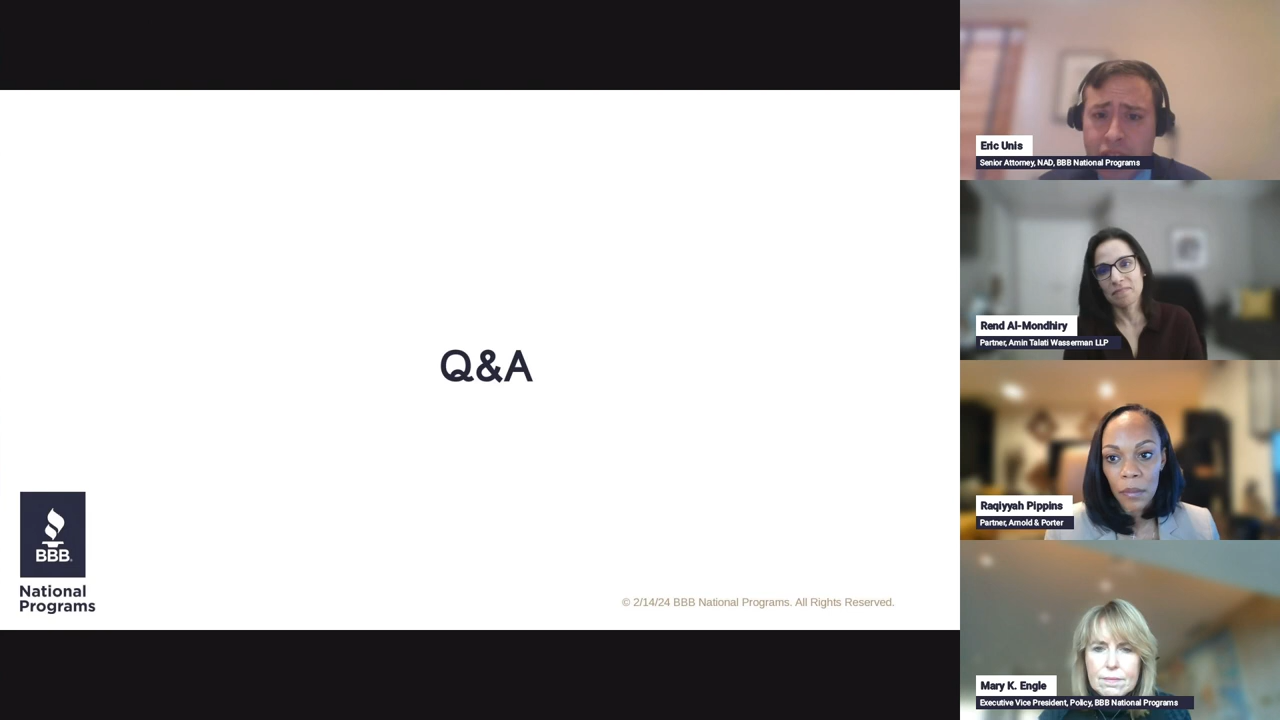 Q&A
BBB.
National
Programs
© 2/14/24 BBB National Programs. All Rights Reserved.
Eric Unis
Senior Attorney, NAD, BBB National Programs
Rend Al-Mondhiry
Partner, Amin Talati Wasserman LLP
Raqiyyah Pippins
Partner, Arnold & Porter
Mary K. Engle
Executive Vice President, Policy, BBB National Programs